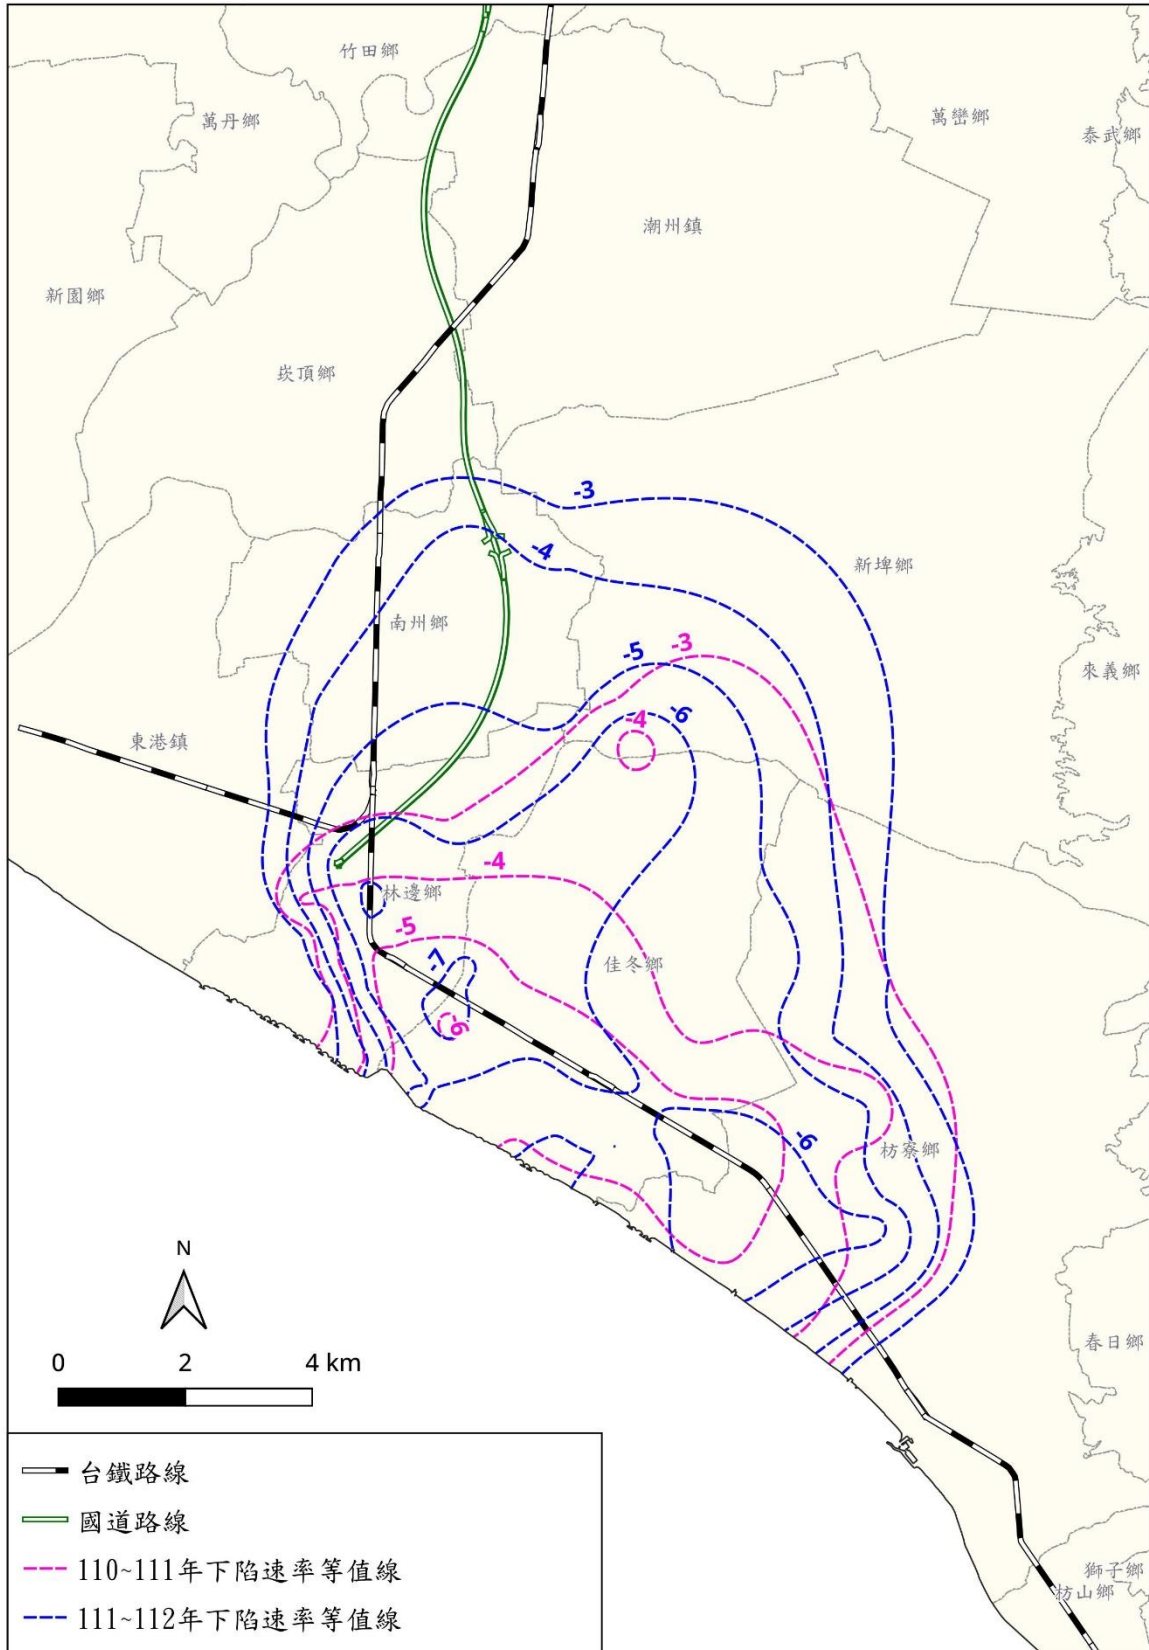 竹田鄉
萬丹鄉
萬巒鄉
泰武鄉
潮州鎮
新園鄉
崁頂鄉
-3
-4
新埤鄉
南州鄉
-5
-3
來義鄉
-6
-4
東港鎮
-4
林邊鄉
-5
-7
佳冬鄉
-6
-6
枋寮鄉
N
春日鄉
0 2 4 km
台鐵路線
國道路線
110~111年下陷速率等值線
111~112年下陷速率等值線
獅子鄉
枋山鄉